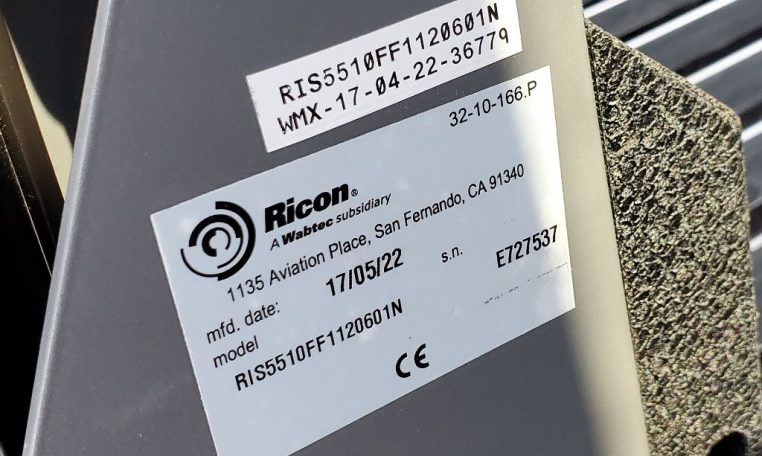 RIS5510FF1120601N
WMX-17-04-22-36779
32-10-166.P
Ricon®
A Wabtec subsidiary
1135 Aviation Place, San Fernando, CA 91340
mfd. date: 17/05/22 s.n. E727537
model
RIS5510FF1120601N
CE